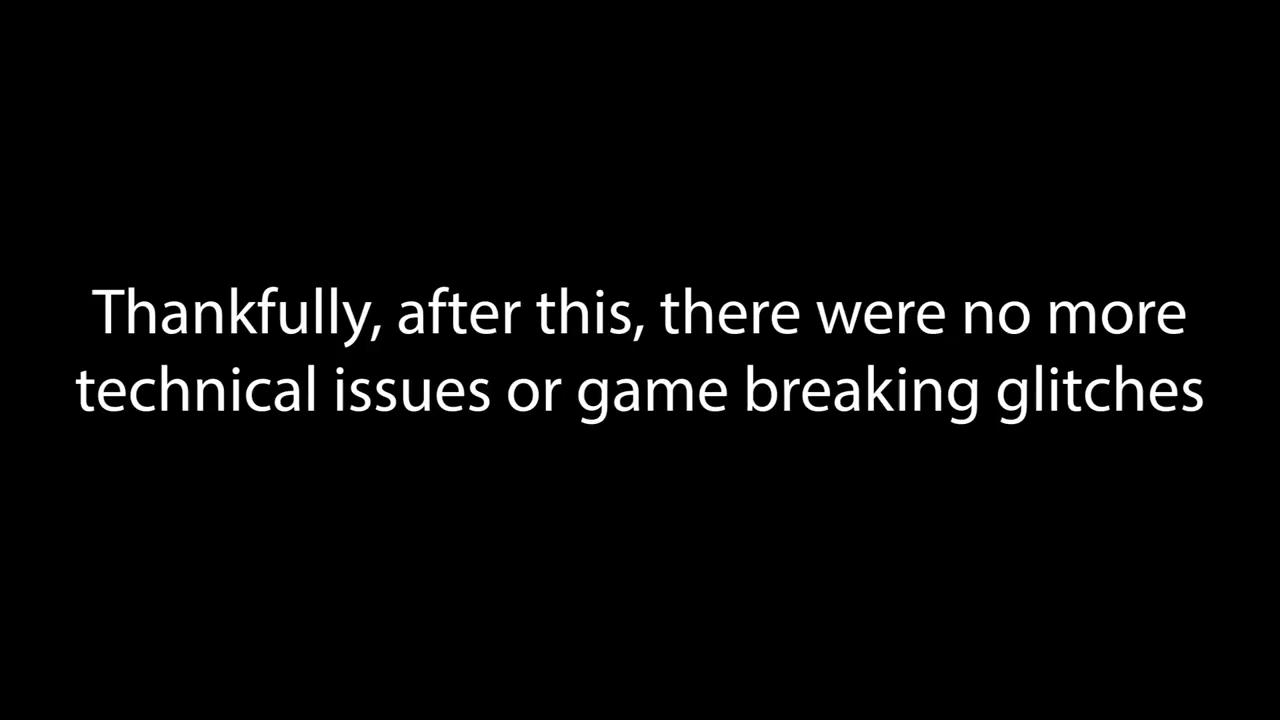 Thankfully, after this, there were no more
technical issues or game breaking glitches